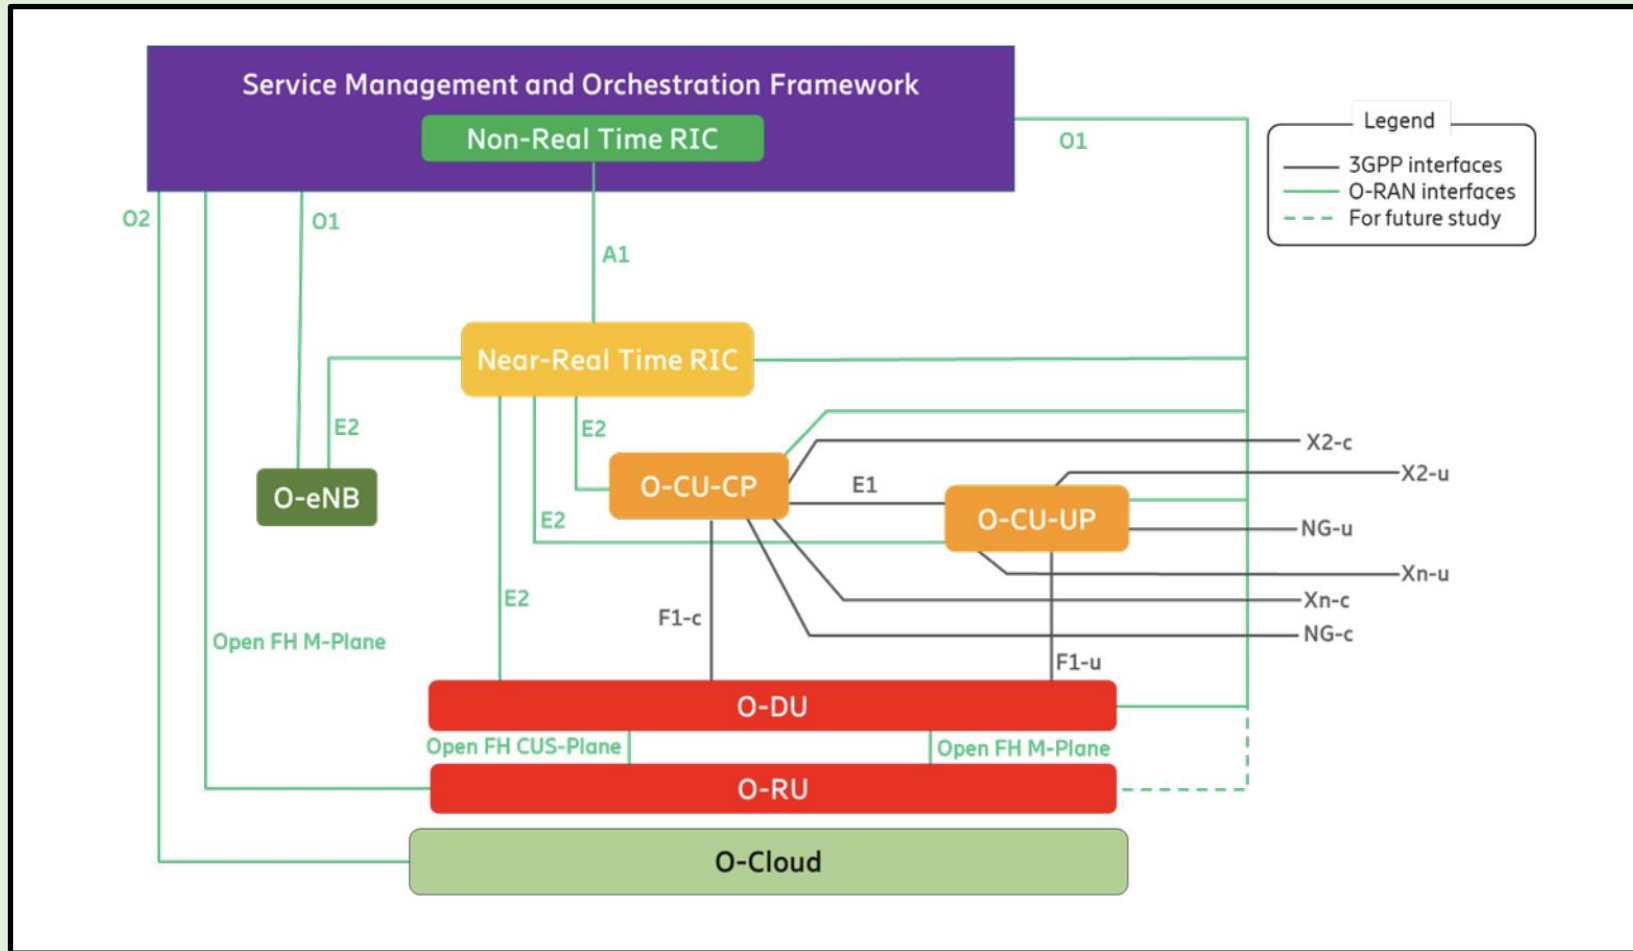 Service Management and Orchestration Framework
Non-Real Time RIC
O1
Legend
3GPP interfaces
O-RAN interfaces
For future study
O2
O1
A1
Near-Real Time RIC
E2
E2
O-CU-CP
E1
X2-c
X2-u
O-eNB
E2
O-CU-UP
NG-u
Xn-u
E2
F1-c
Xn-c
NG-c
Open FH M-Plane
F1-u
O-DU
Open FH CUS-Plane
Open FH M-Plane
O-RU
O-Cloud